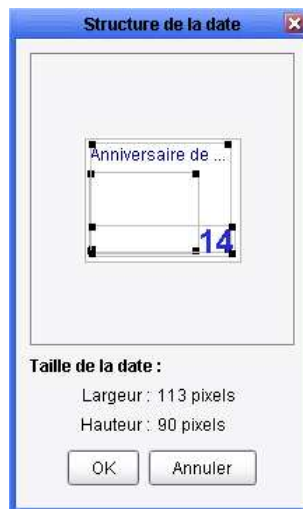 Structure de la date
Anniversaire de ...
14
Taille de la date :
Largeur : 113 pixels
Hauteur : 90 pixels
OK
Annuler